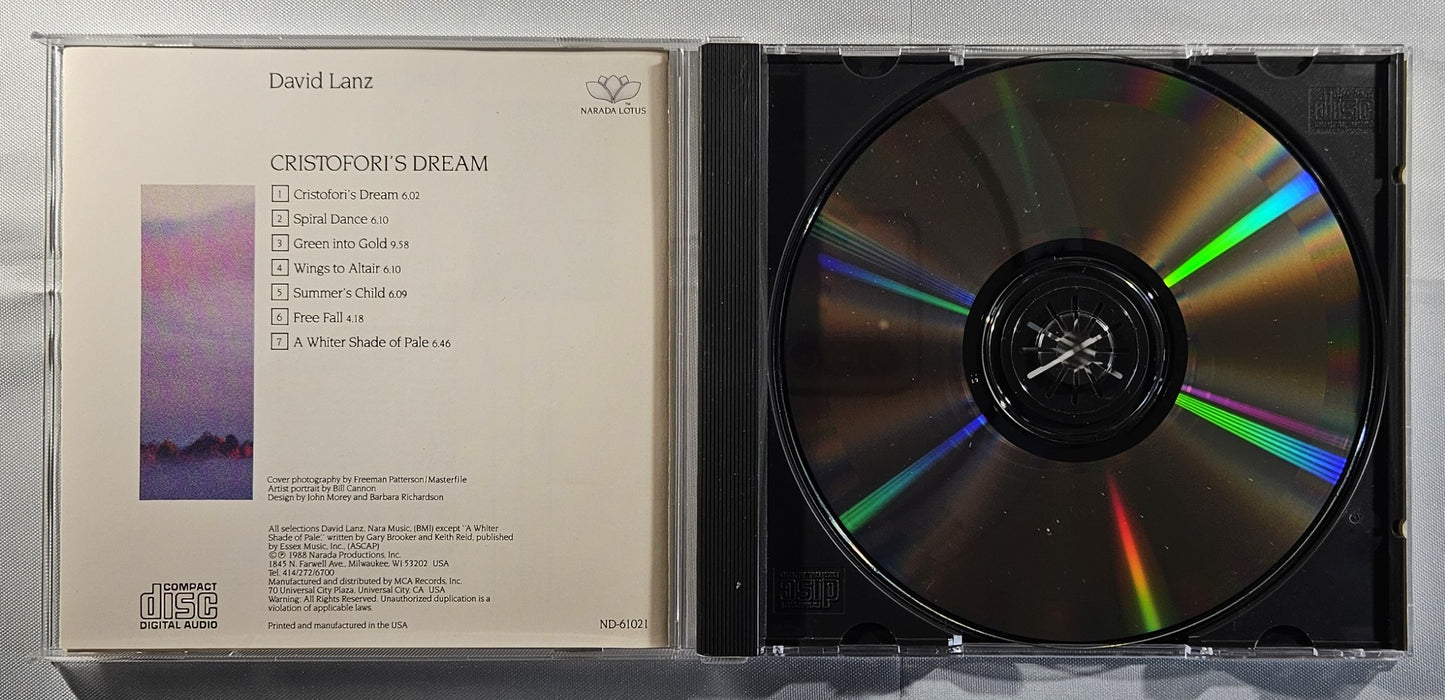 David Lanz
TM
NARADA LOTUS
CRISTOFORI'S DREAM
1 Cristofori's Dream 6.02
2 Spiral Dance 6.10
3 Green into Gold 9.58
4 Wings to Altair 6.10
5 Summer's Child 6.09
6 Free Fall 4.18
7 A Whiter Shade of Pale 6.46
Cover photography by Freeman Patterson/Masterfile
Artist portrait by Bill Cannon
Design by John Morey and Barbara Richardson
All selections David Lanz, Nara Music, (BMI) except "A Whiter
Shade of Pale," written by Gary Brooker and Keith Reid, published
by Essex Music, Inc., (ASCAP)
©℗ 1988 Narada Productions, Inc.
1845 N. Farwell Ave., Milwaukee, WI 53202 USA
Tel. 414/272/6700
Manufactured and distributed by MCA Records, Inc.
70 Universal City Plaza, Universal City, CA USA
Warning: All Rights Reserved. Unauthorized duplication is a
violation of applicable laws.
Printed and manufactured in the USA
ND-61021
COMPACT
disc
DIGITAL AUDIO
disc
disc